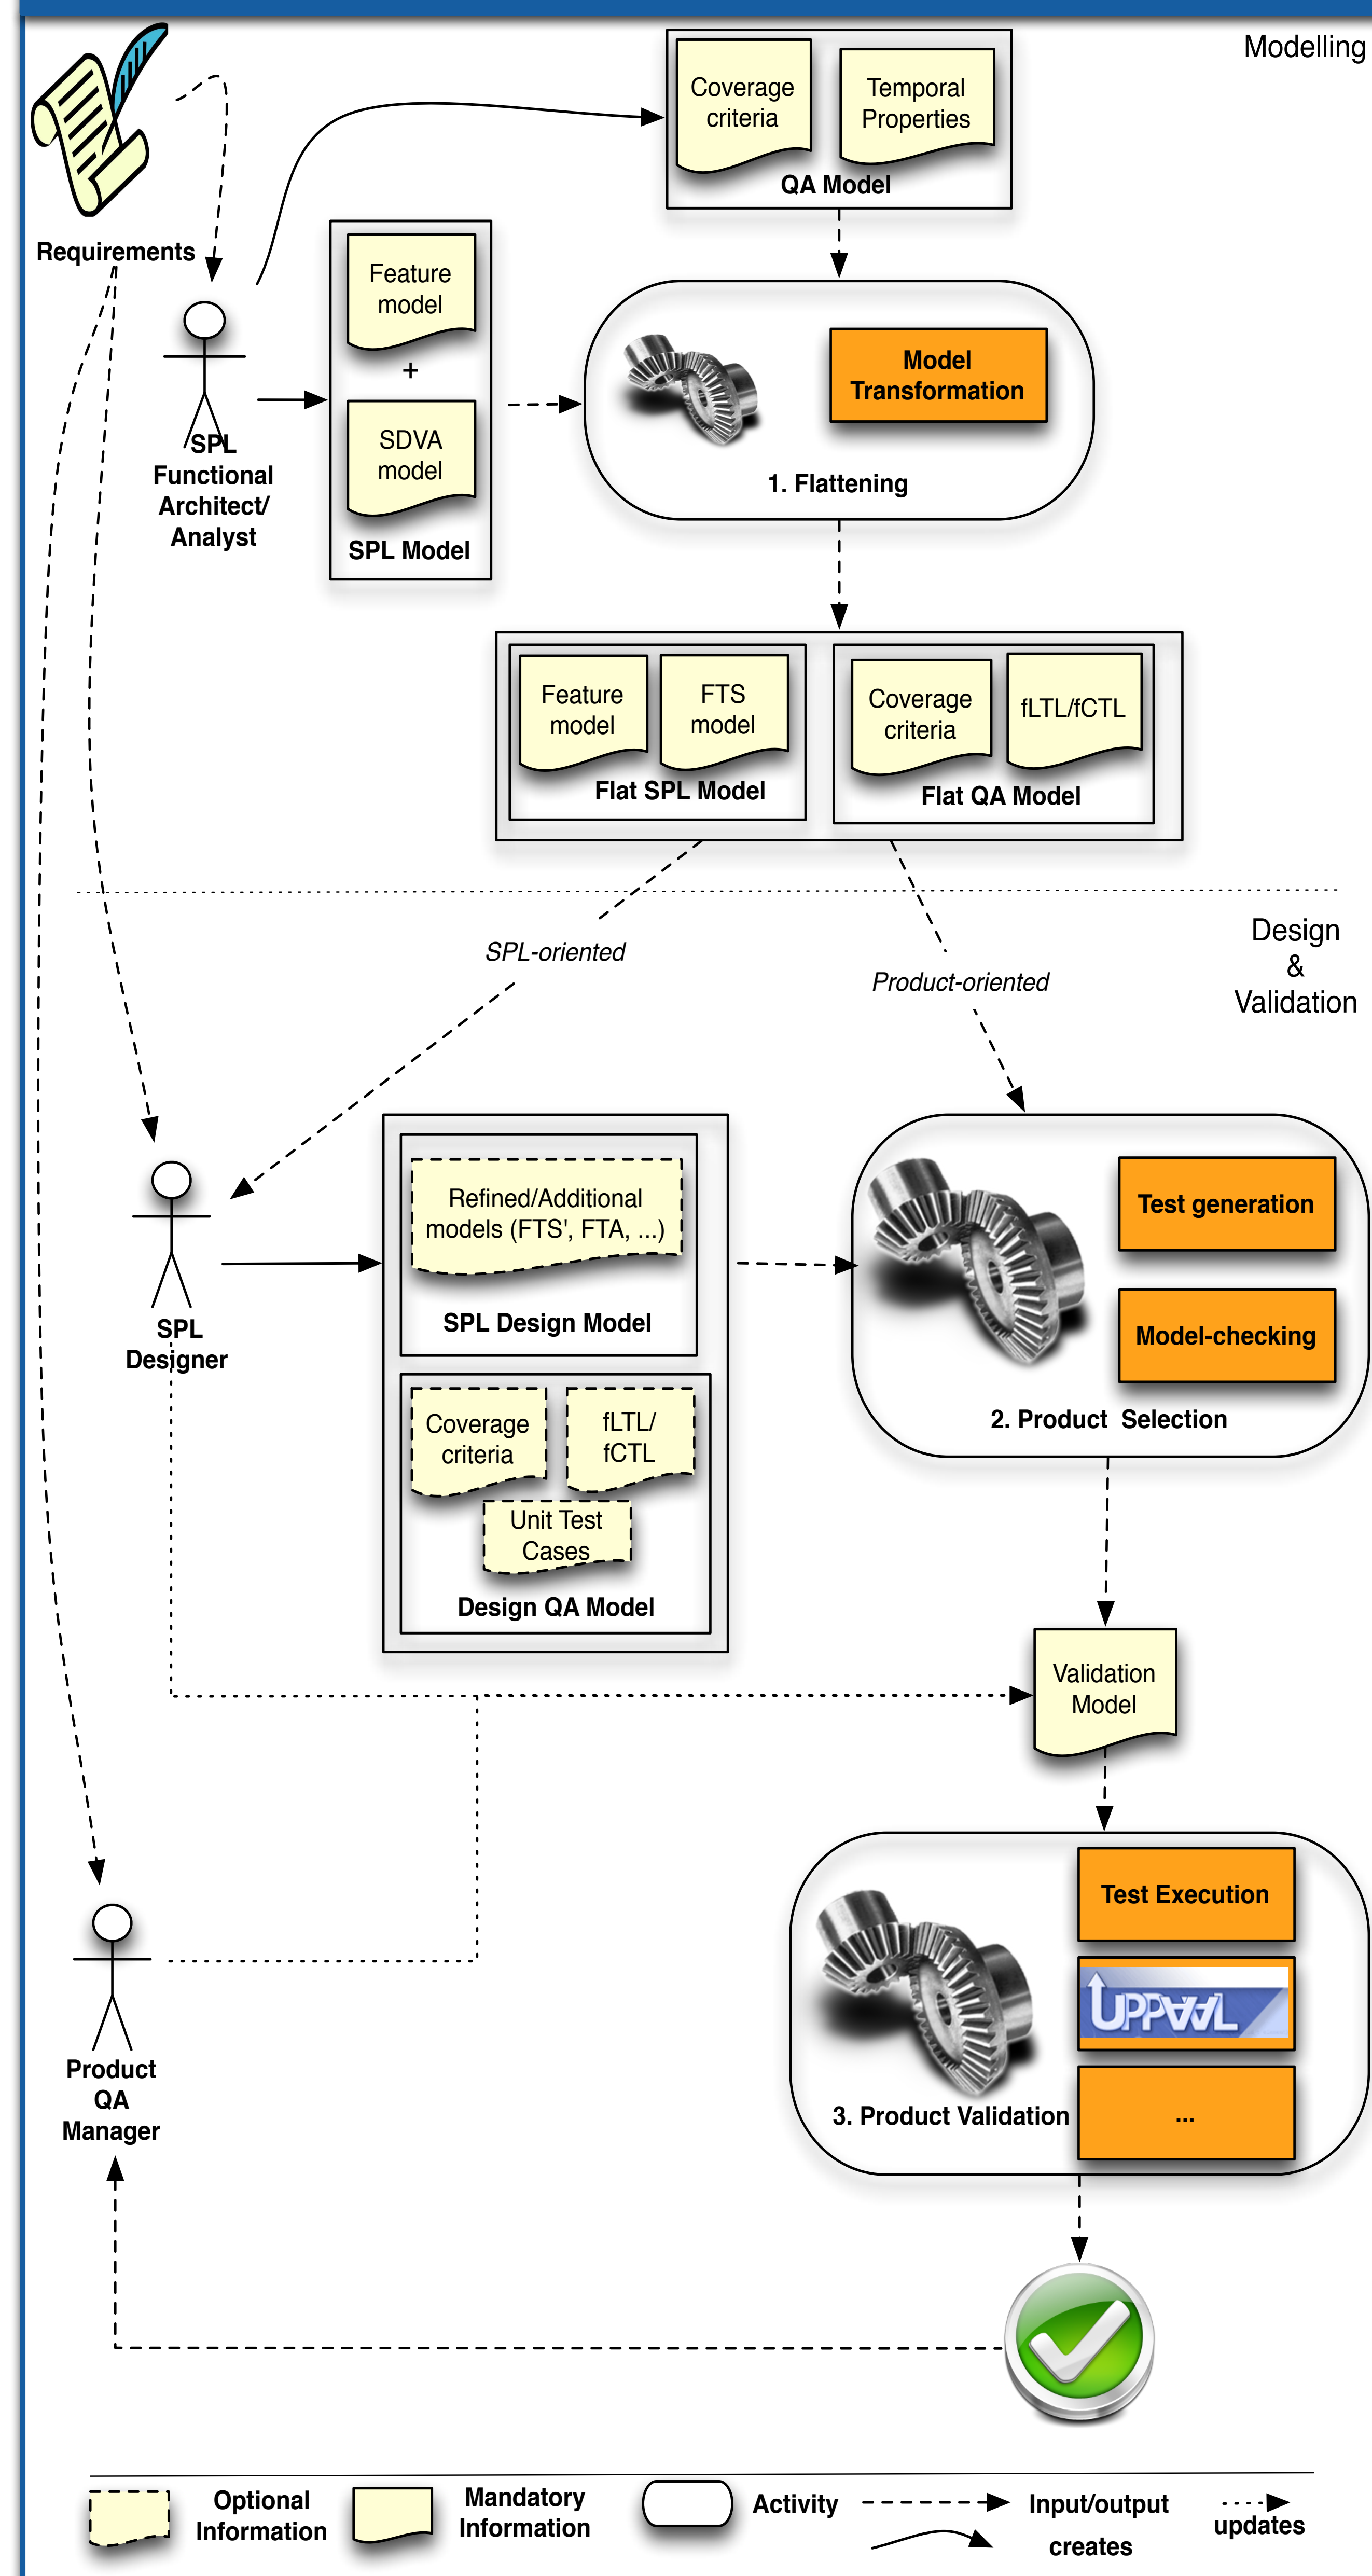 Modelling
Coverage
criteria
Temporal
Properties
QA Model
Requirements
Feature
model
+
SDVA
model
SPL Model
SPL
Functional
Architect/
Analyst
Model
Transformation
1. Flattening
Feature
model
FTS
model
Flat SPL Model
Coverage
criteria
fLTL/fCTL
Flat QA Model
SPL-oriented
Product-oriented
Design
&
Validation
SPL
Designer
Refined/Additional
models (FTS', FTA, ...)
SPL Design Model
Coverage
criteria
fLTL/
fCTL
Unit Test
Cases
Design QA Model
Test generation
Model-checking
2. Product Selection
Validation
Model
Product
QA
Manager
Test Execution
UPPAAL
...
3. Product Validation
Optional
Information
Mandatory
Information
Activity
Input/output
creates
updates